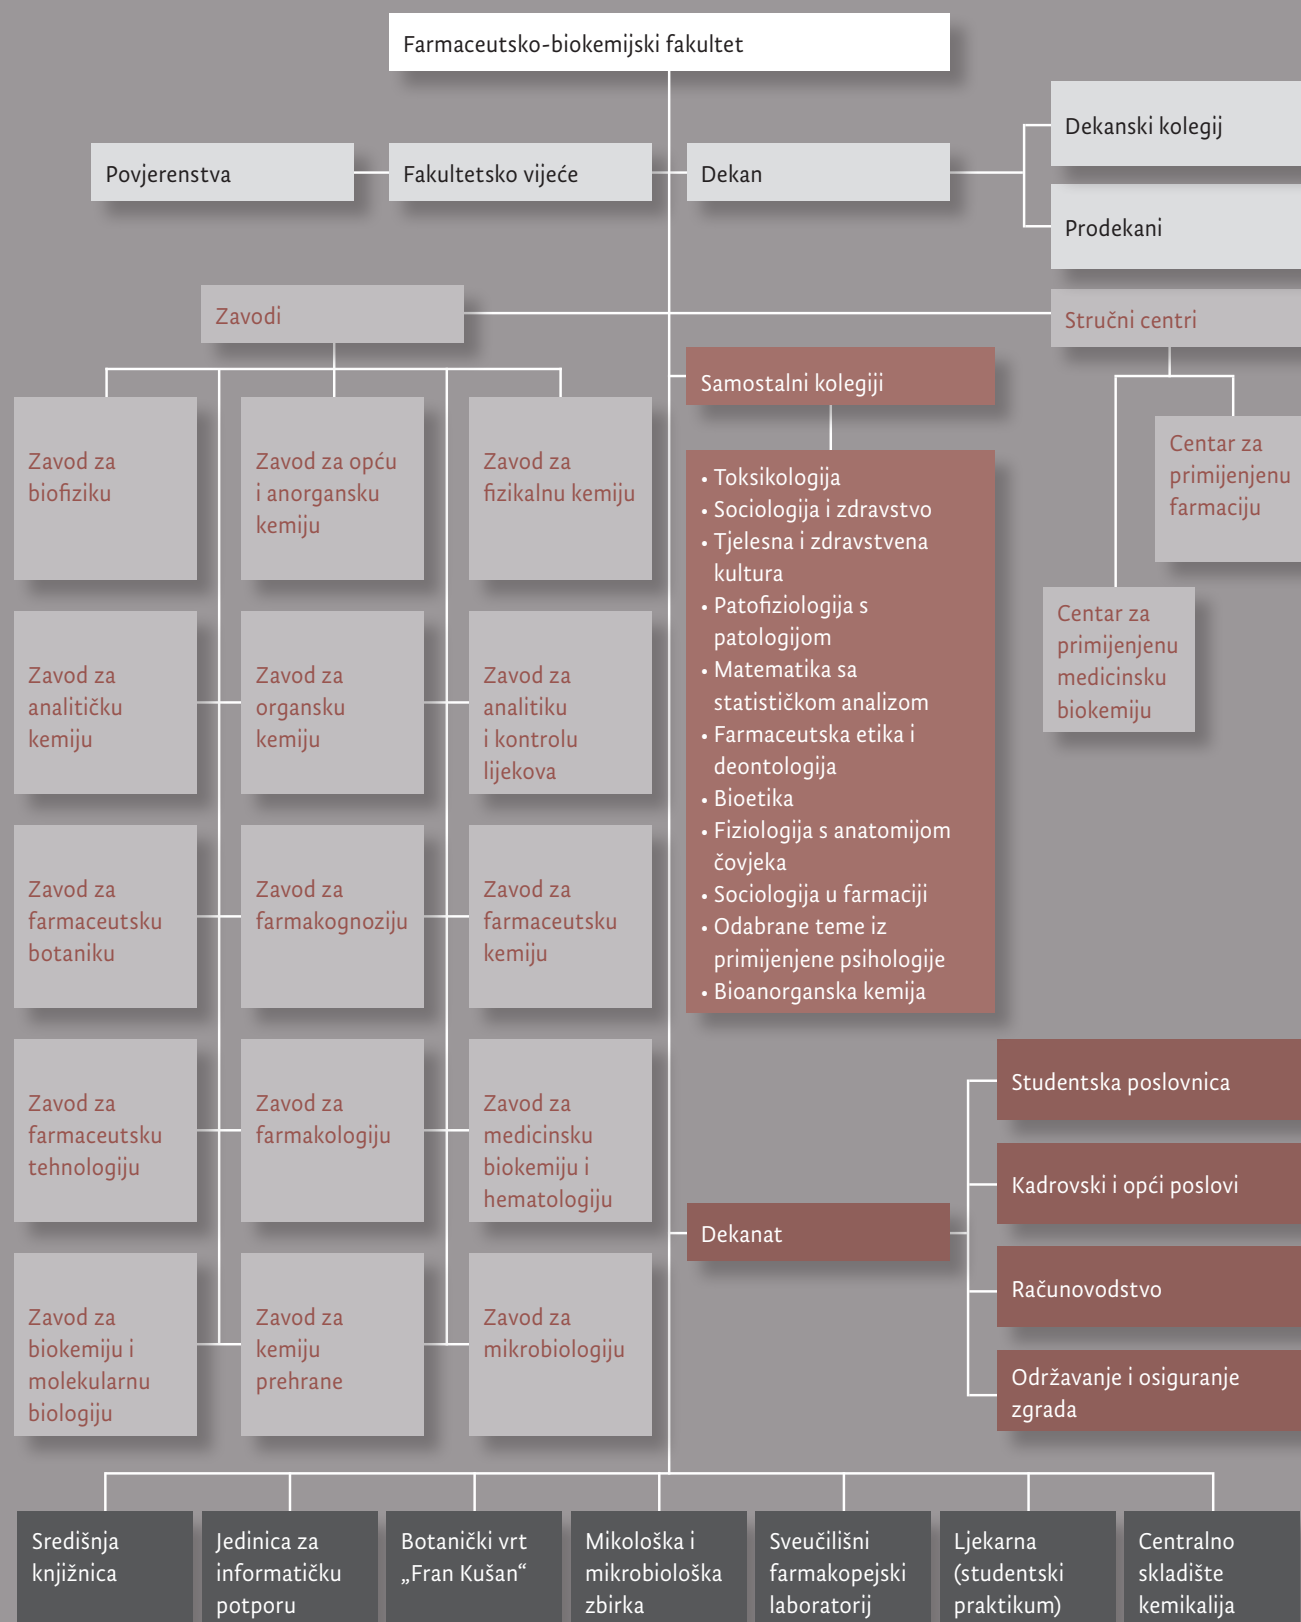 Farmaceutsko-biokemijski fakultet
Dekanski kolegij
Povjerenstva
Fakultetsko vijeće
Dekan
Prodekani
Zavodi
Stručni centri
Samostalni kolegiji
Zavod za
biofiziku
Zavod za opću
i anorgansku
kemiju
Zavod za
fizikalnu kemiju
Zavod za
analitičku
kemiju
Zavod za
organsku
kemiju
Zavod za
analitiku
i kontrolu
lijekova
Zavod za
farmaceutsku
botaniku
Zavod za
farmakognoziju
Zavod za
farmaceutsku
kemiju
Zavod za
farmaceutsku
tehnologiju
Zavod za
farmakologiju
Zavod za
medicinsku
biokemiju i
hematologiju
Zavod za
biokemiju i
molekularnu
biologiju
Zavod za
kemiju
prehrane
Zavod za
mikrobiologiju
• Toksikologija
• Sociologija i zdravstvo
• Tjelesna i zdravstvena
kultura
• Patofiziologija s
patologijom
• Matematika sa
statističkom analizom
• Farmaceutska etika i
deontologija
• Bioetika
• Fiziologija s anatomijom
čovjeka
• Sociologija u farmaciji
• Odabrane teme iz
primijenjene psihologije
• Bioanorganska kemija
Centar za
primijenjenu
farmaciju
Centar za
primijenjenu
medicinsku
biokemiju
Dekanat
Studentska poslovnica
Kadrovski i opći poslovi
Računovodstvo
Održavanje i osiguranje
zgrada
Središnja
knjižnica
Jedinica za
informatičku
potporu
Botanički vrt
„Fran Kušan“
Mikološka i
mikrobiološka
zbirka
Sveučilišni
farmakopejski
laboratorij
Ljekarna
(studentski
praktikum)
Centralno
skladište
kemikalija